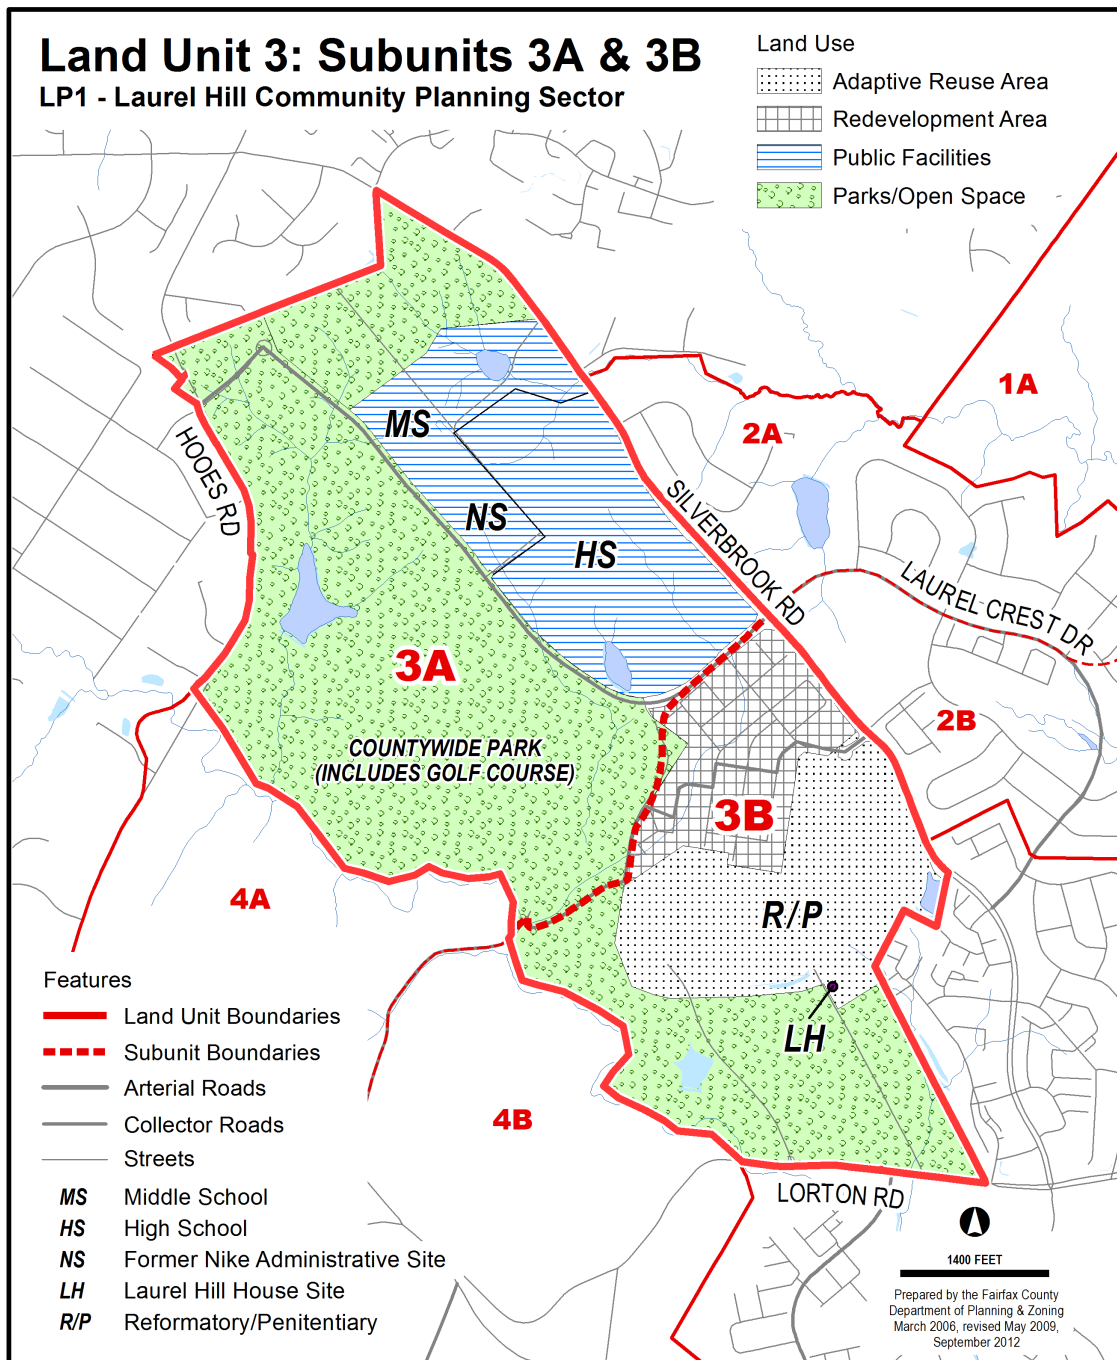 Land Unit 3: Subunits 3A & 3B
LP1 - Laurel Hill Community Planning Sector
Land Use
Adaptive Reuse Area
Redevelopment Area
Public Facilities
Parks/Open Space
1A
2A
MS
HOOES RD
NS
HS
SILVERBROOK RD
LAUREL CREST DR
3A
2B
COUNTYWIDE PARK
(INCLUDES GOLF COURSE)
3B
4A
R/P
LH
4B
LORTON RD
Features
Land Unit Boundaries
Subunit Boundaries
Arterial Roads
Collector Roads
Streets
MS Middle School
HS High School
NS Former Nike Administrative Site
LH Laurel Hill House Site
R/P Reformatory/Penitentiary
1400 FEET
Prepared by the Fairfax County
Department of Planning & Zoning
March 2006, revised May 2009,
September 2012